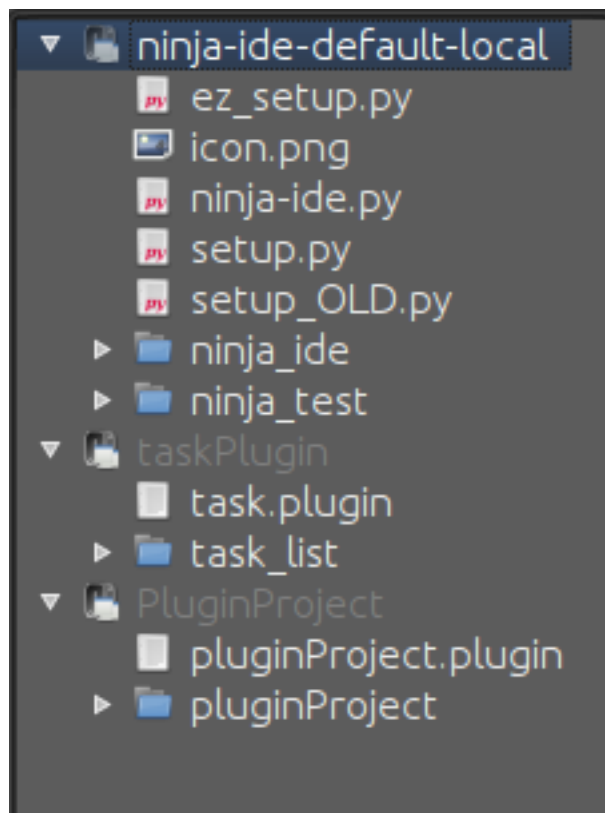 ninja-ide-default-local
ez_setup.py
icon.png
ninja-ide.py
setup.py
setup_OLD.py
ninja_ide
ninja_test
taskPlugin
task.plugin
task_list
PluginProject
pluginProject.plugin
pluginProject